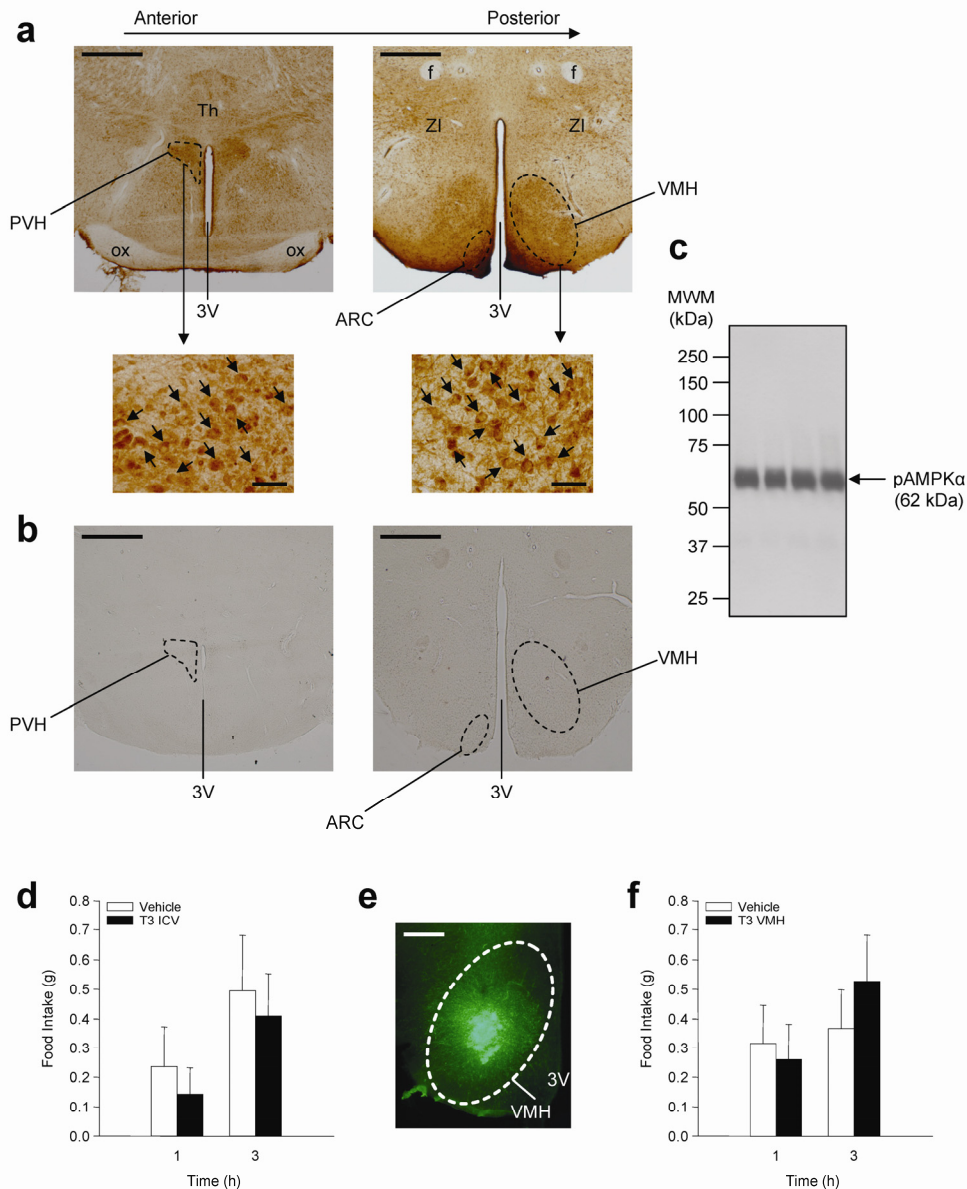 a
Anterior
Posterior
Th
PVH
ox
ox
3V
f
f
ZI
ZI
VMH
ARC
3V
c
MWM
(kDa)
250
150
100
75
50
37
25
pAMPKα
(62 kDa)
b
PVH
3V
VMH
ARC
3V
d
Vehicle
T3 ICV
Food Intake (g)
0.8
0.7
0.6
0.5
0.4
0.3
0.2
0.1
0.0
1
3
Time (h)
e
3V
VMH
f
Vehicle
T3 VMH
Food Intake (g)
0.8
0.7
0.6
0.5
0.4
0.3
0.2
0.1
0.0
1
3
Time (h)